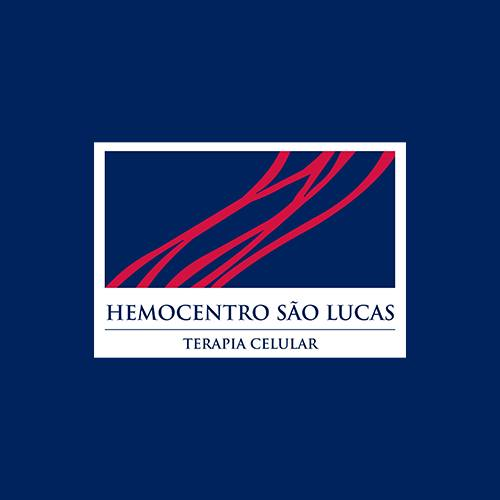 HEMOCENTRO SÃO LUCAS
TERAPIA CELULAR